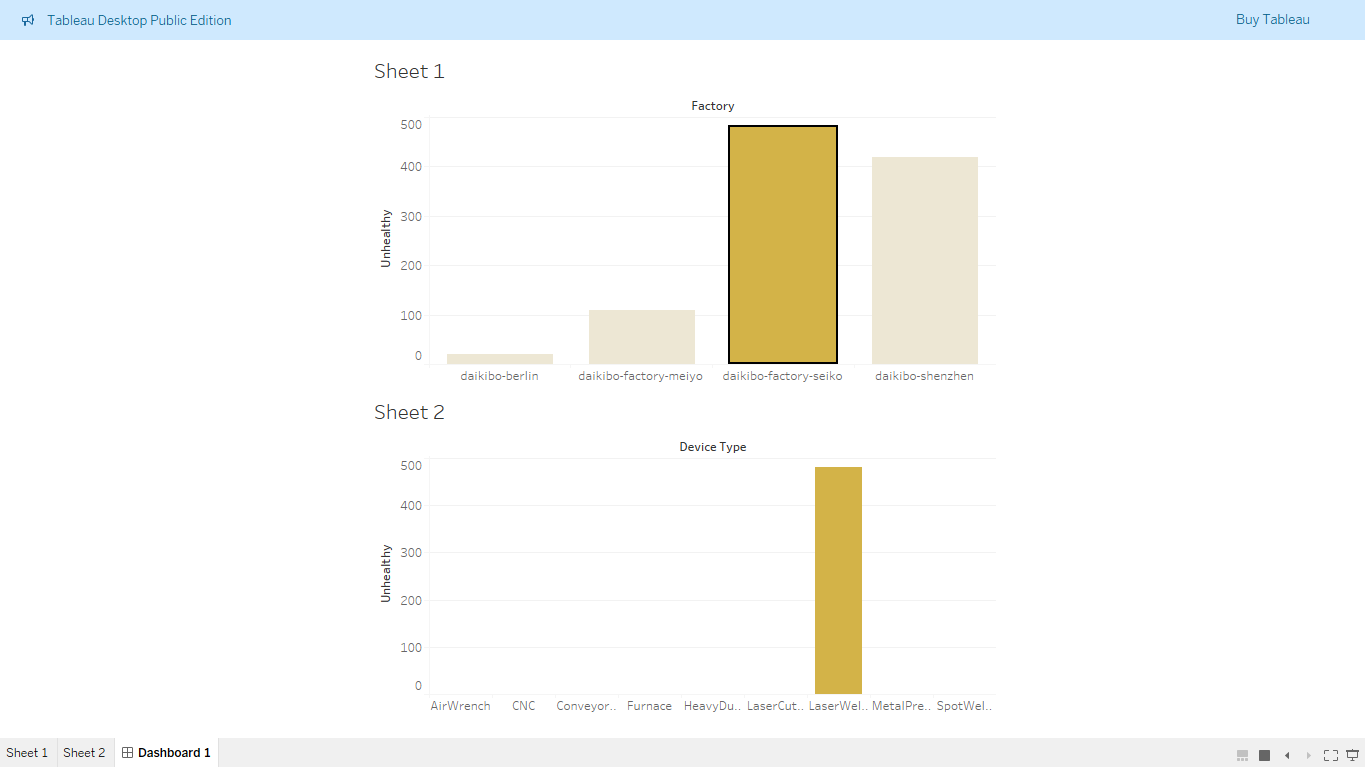 Tableau Desktop Public Edition
Buy Tableau
Sheet 1
Factory
500
400
300
200
100
0
Unhealthy
daikibo-berlin daikibo-factory-meiyo daikibo-factory-seiko daikibo-shenzhen
Sheet 2
Device Type
500
400
300
200
100
0
Unhealthy
AirWrench CNC Conveyor.. Furnace HeavyDu.. LaserCut.. LaserWel.. MetalPre.. SpotWel..
Sheet 1 Sheet 2 Dashboard 1